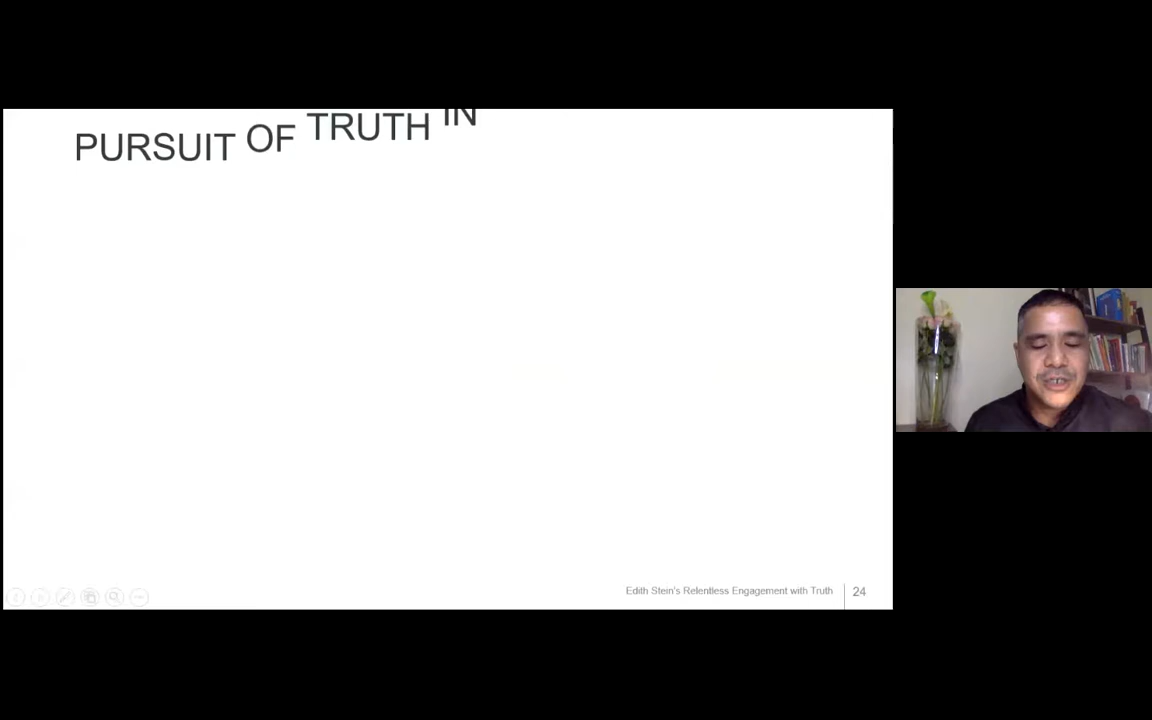 PURSUIT OF TRUTH IN
Edith Stein's Relentless Engagement with Truth 24